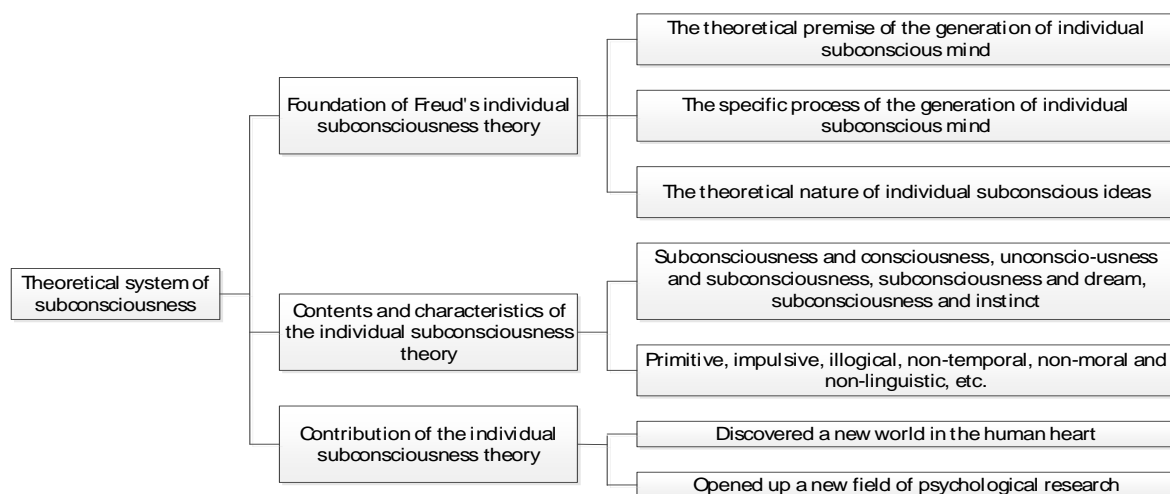 The theoretical premise of the generation of individual
subconscious mind
Foundation of Freud's individual
subconsciousness theory
The specific process of the generation of individual
subconscious mind
The theoretical nature of individual subconscious ideas
Theoretical system of
subconsciousness
Subconsciousness and consciousness, unconscio-usness
and subconsciousness, subconsciousness and dream,
subconsciousness and instinct
Contents and characteristics of
the individual subconsciousness
theory
Primitive, impulsive, illogical, non-temporal, non-moral and
non-linguistic, etc.
Contribution of the individual
subconsciousness theory
Discovered a new world in the human heart
Opened up a new field of psychological research